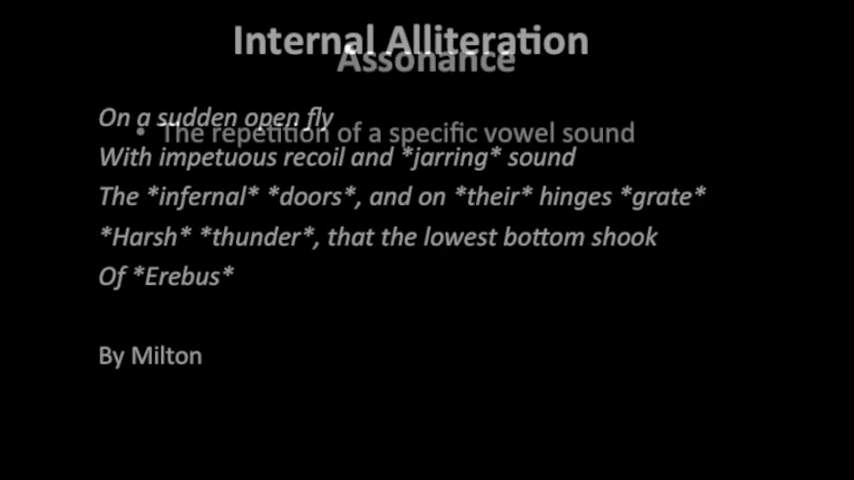 Internal Alliteration
Assonance
On a sudden open fly
• The repetition of a specific vowel sound
With impetuous recoil and *jarring* sound
The *infernal* *doors*, and on *their* hinges *grate*
*Harsh* *thunder*, that the lowest bottom shook
Of *Erebus*
By Milton